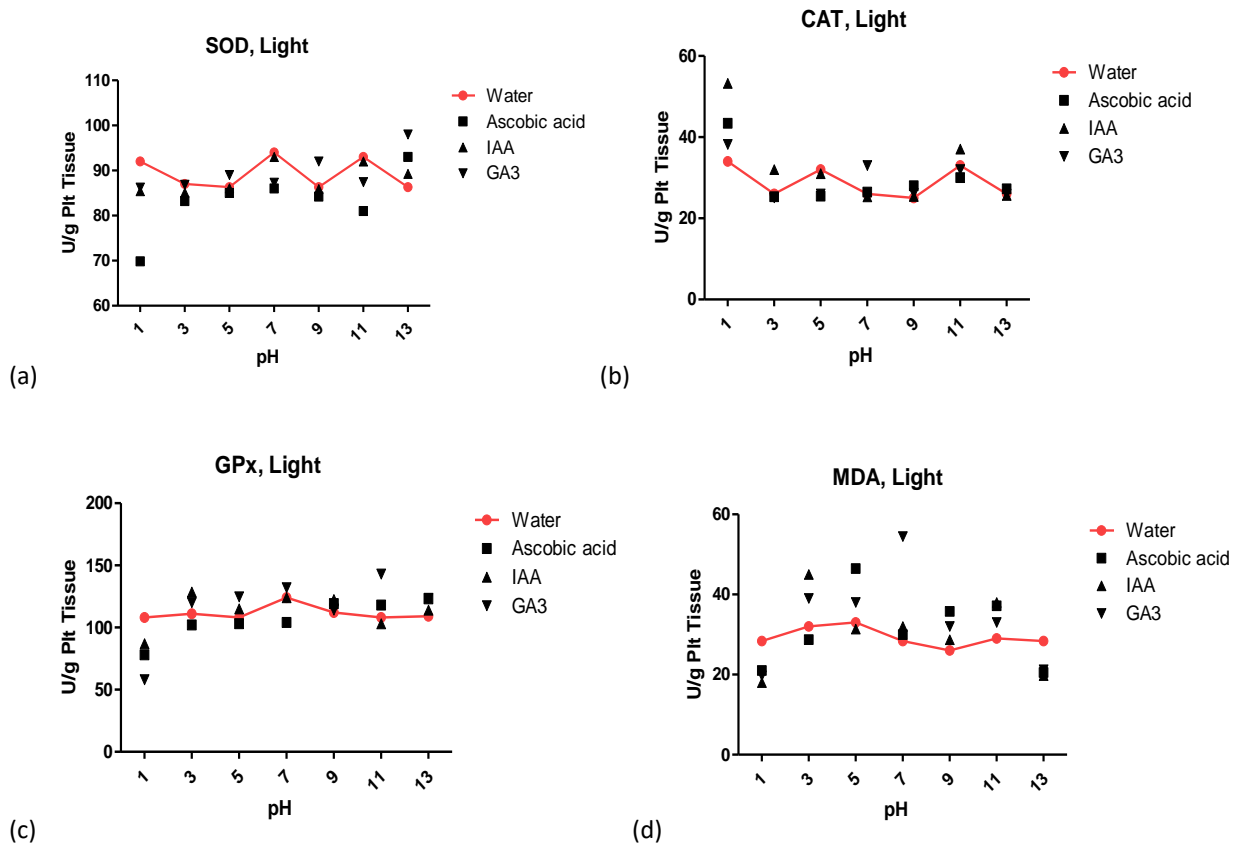 SOD, Light
110
100
90
80
70
60
U/g Plt Tissue
1
3
5
7
9
11
13
pH
Water
Ascobic acid
IAA
GA3
(a)
CAT, Light
60
40
20
0
U/g Plt Tissue
1
3
5
7
9
11
13
pH
Water
Ascobic acid
IAA
GA3
(b)
GPx, Light
200
150
100
50
0
U/g Plt Tissue
1
3
5
7
9
11
13
pH
Water
Ascobic acid
IAA
GA3
(c)
MDA, Light
60
40
20
0
U/g Plt Tissue
1
3
5
7
9
11
13
pH
Water
Ascobic acid
IAA
GA3
(d)